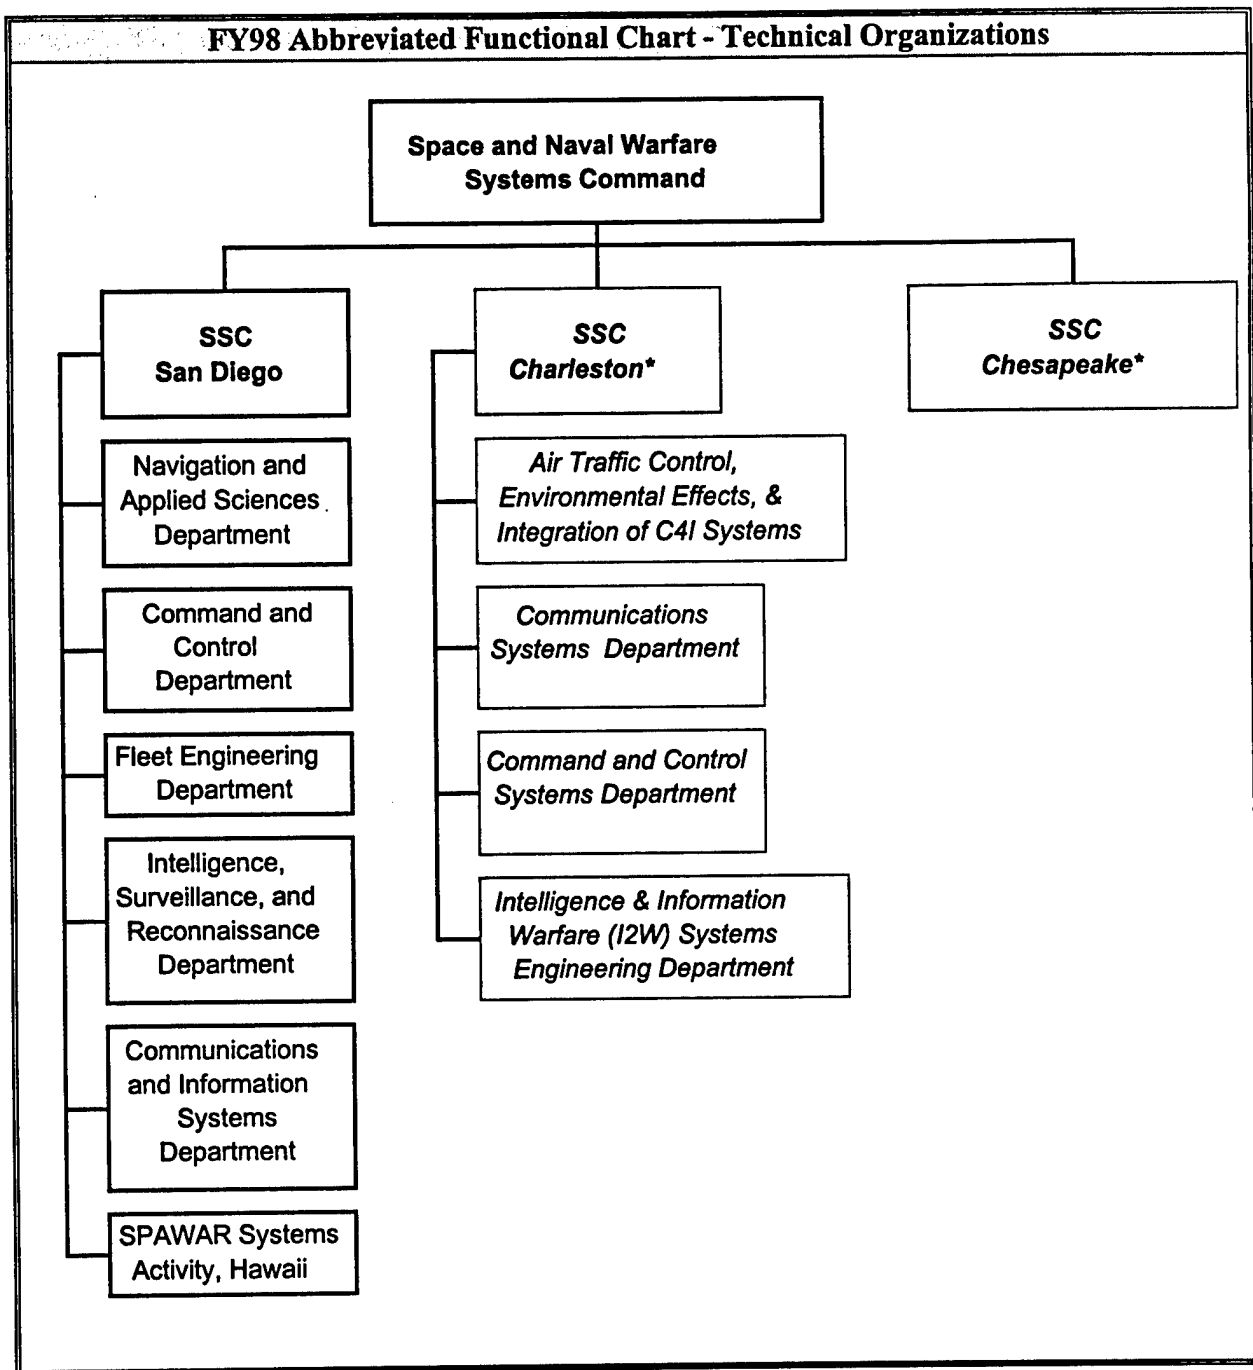 FY98 Abbreviated Functional Chart - Technical Organizations
Space and Naval Warfare
Systems Command
SSC
San Diego
SSC
Charleston*
SSC
Chesapeake*
Navigation and
Applied Sciences
Department
Command and
Control
Department
Fleet Engineering
Department
Intelligence,
Surveillance, and
Reconnaissance
Department
Communications
and Information
Systems
Department
SPAWAR Systems
Activity, Hawaii
Air Traffic Control,
Environmental Effects, &
Integration of C4I Systems
Communications
Systems Department
Command and Control
Systems Department
Intelligence & Information
Warfare (I2W) Systems
Engineering Department